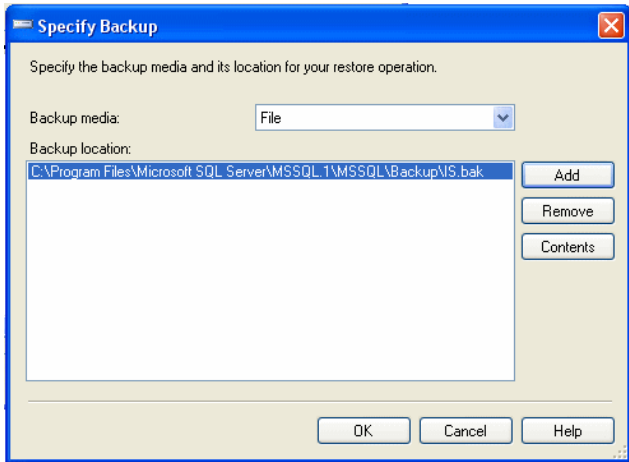 Specify Backup
Specify the backup media and its location for your restore operation.
Backup media:
File
Backup location:
C:\Program Files\Microsoft SQL Server\MSSQL.1\MSSQL\Backup\IS.bak
Add
Remove
Contents
OK
Cancel
Help